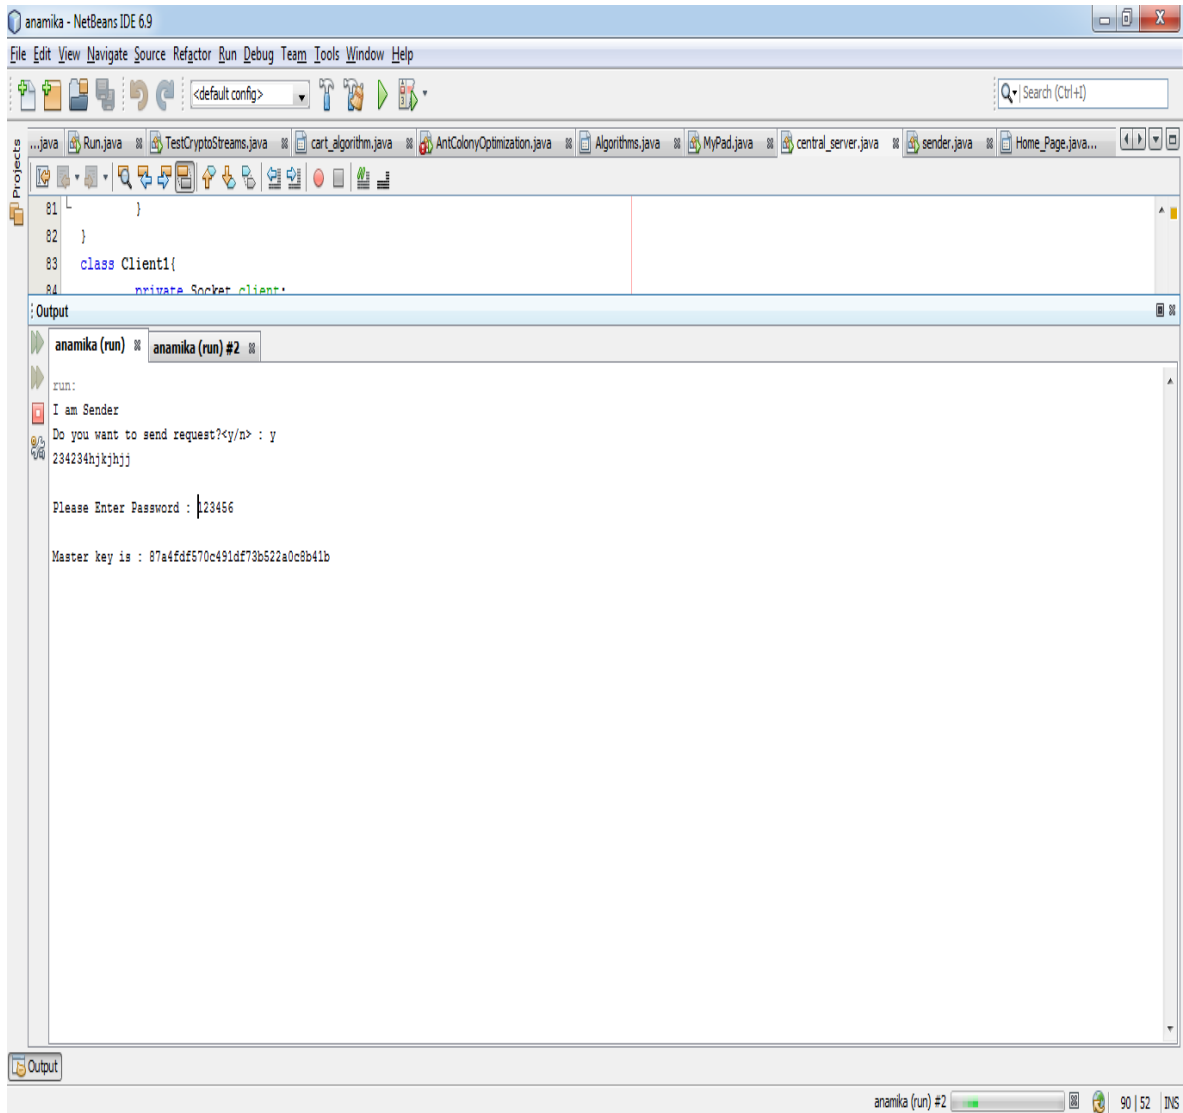 anamika - NetBeans IDE 6.9
File Edit View Navigate Source Refactor Run Debug Team Tools Window Help
<default config>
Search (Ctrl+I)
Projects
...java Run.java TestCryptoStreams.java cart_algorithm.java AntColonyOptimization.java Algorithms.java MyPad.java central_server.java sender.java Home_Page.java...
81 }
82 }
83 class Client1{
84 private Socket client;
Output
anamika (run) anamika (run) #2
run:
I am Sender
Do you want to send request?<y/n> : y
234234hjkjhjj
Please Enter Password : 123456
Master key is : 87a4fdf570c491df73b522a0c8b41b
Output
anamika (run) #2 90 | 52 INS